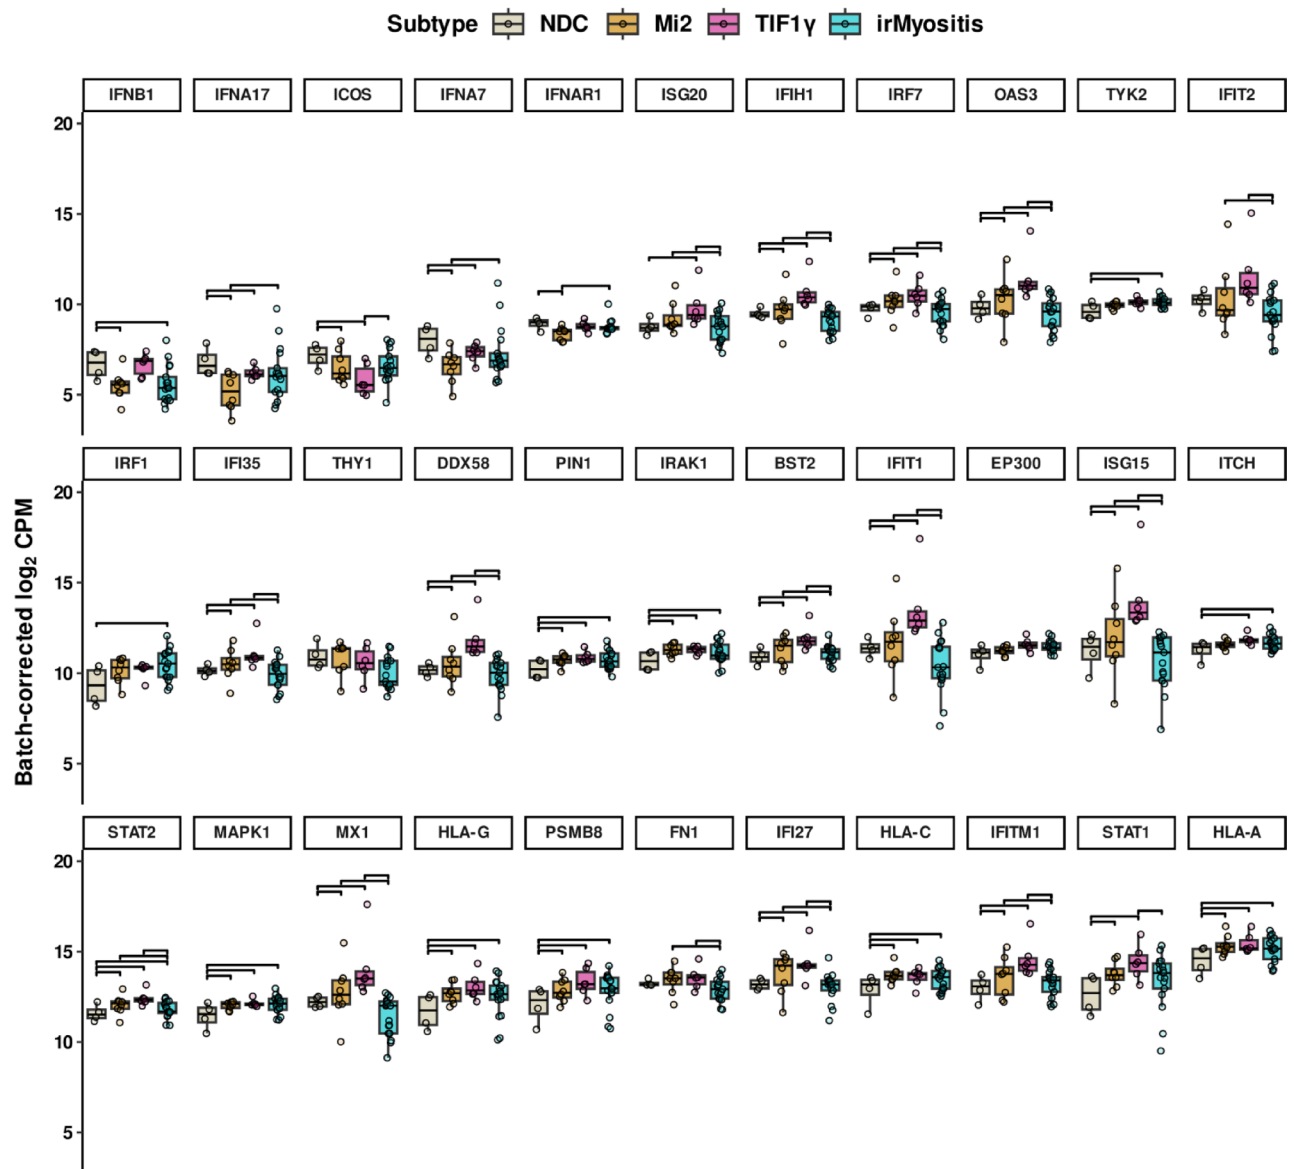 Subtype NDC Mi2 TIF1γ irMyositis
IFNB1 IFNA17 ICOS IFNA7 IFNAR1 ISG20 IFIH1 IRF7 OAS3 TYK2 IFIT2
20
15
10
5
IRF1 IFI35 THY1 DDX58 PIN1 IRAK1 BST2 IFIT1 EP300 ISG15 ITCH
20
15
10
5
Batch-corrected log₂ CPM
STAT2 MAPK1 MX1 HLA-G PSMB8 FN1 IFI27 HLA-C IFITM1 STAT1 HLA-A
20
15
10
5